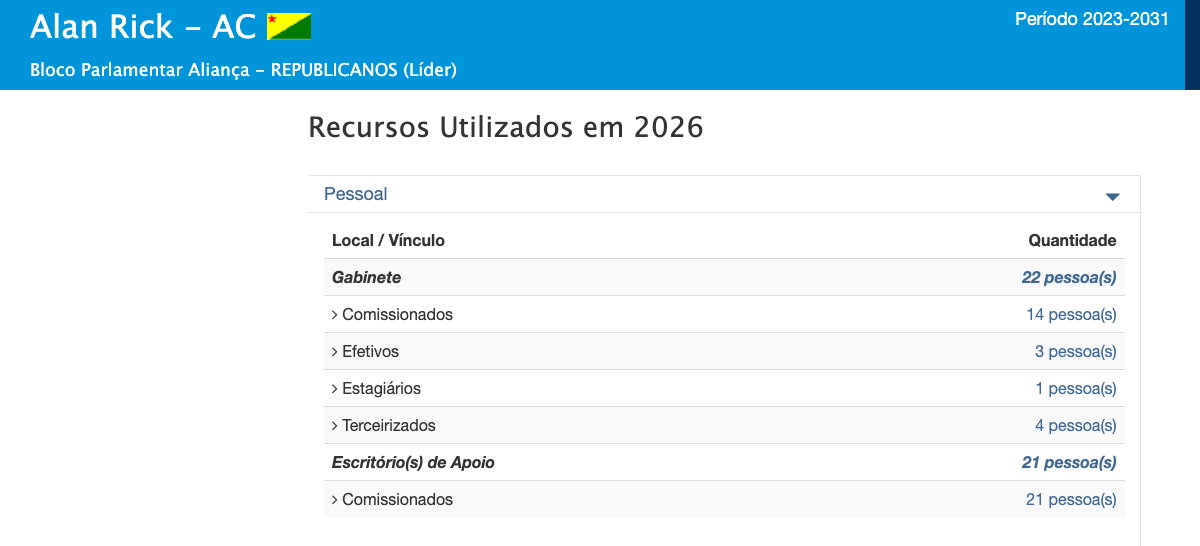 Alan Rick – AC
Período 2023-2031
Bloco Parlamentar Aliança – REPUBLICANOS (Líder)
Recursos Utilizados em 2026
Pessoal
Local / Vínculo Quantidade
Gabinete 22 pessoa(s)
Comissionados 14 pessoa(s)
Efetivos 3 pessoa(s)
Estagiários 1 pessoa(s)
Terceirizados 4 pessoa(s)
Escritório(s) de Apoio 21 pessoa(s)
Comissionados 21 pessoa(s)